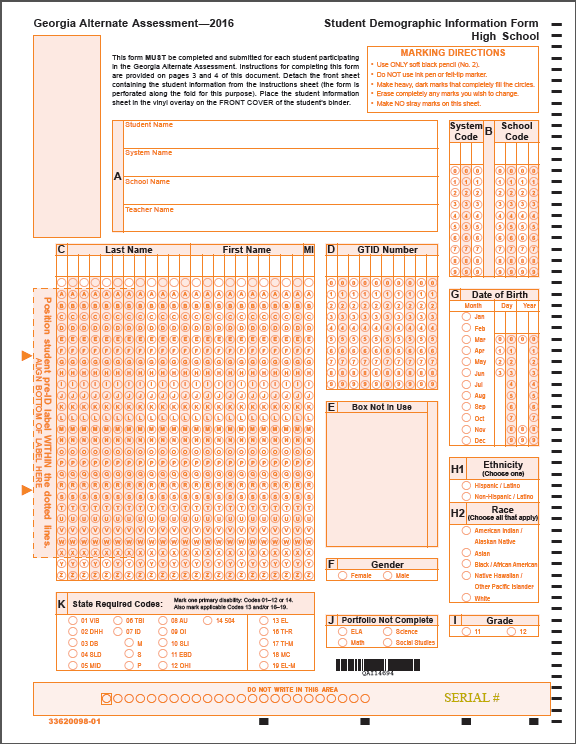 Georgia Alternate Assessment—2016
Student Demographic Information Form
High School
This form MUST be completed and submitted for each student participating
in the Georgia Alternate Assessment. Instructions for completing this form
are provided on pages 3 and 4 of this document. Detach the front sheet
containing the student information from the instructions sheet (the form is
perforated along the fold for this purpose). Place the student information
sheet in the vinyl overlay on the FRONT COVER of the student's binder.
MARKING DIRECTIONS
• Use ONLY soft black pencil (No. 2).
• Do NOT use ink pen or felt-tip marker.
• Make heavy, dark marks that completely fill the circles.
• Erase completely any marks you wish to change.
• Make NO stray marks on this sheet.
A
Student Name
System Name
School Name
Teacher Name
System Code
B
School Code
C Last Name First Name MI
D GTID Number
G Date of Birth
Month Day Year
Jan
Feb
Mar
Apr
May
Jun
Jul
Aug
Sep
Oct
Nov
Dec
Position student pre-ID label WITHIN the dotted lines.
ALIGN BOTTOM OF LABEL HERE
E Box Not In Use
F Gender
Female Male
H1 Ethnicity
(Choose one)
Hispanic / Latino
Non-Hispanic / Latino
H2 Race
(Choose all that apply)
American Indian /
Alaskan Native
Asian
Black / African American
Native Hawaiian /
Other Pacific Islander
White
I Grade
11 12
J Portfolio Not Complete
ELA Science
Math Social Studies
K State Required Codes:
Mark one primary disability: Codes 01–12 or 14.
Also mark applicable Codes 13 and/or 16–19.
01 VIB 06 TBI 08 AU 14 504 13 EL
02 DHH 07 ID 09 OI 16 TH-R
03 DB M 10 SLI 17 TH-M
04 SLD S 11 EBD 18 MC
05 MID P 12 DHI 19 EL-M
QAI14694
DO NOT WRITE IN THIS AREA
SERIAL #
33620098-01